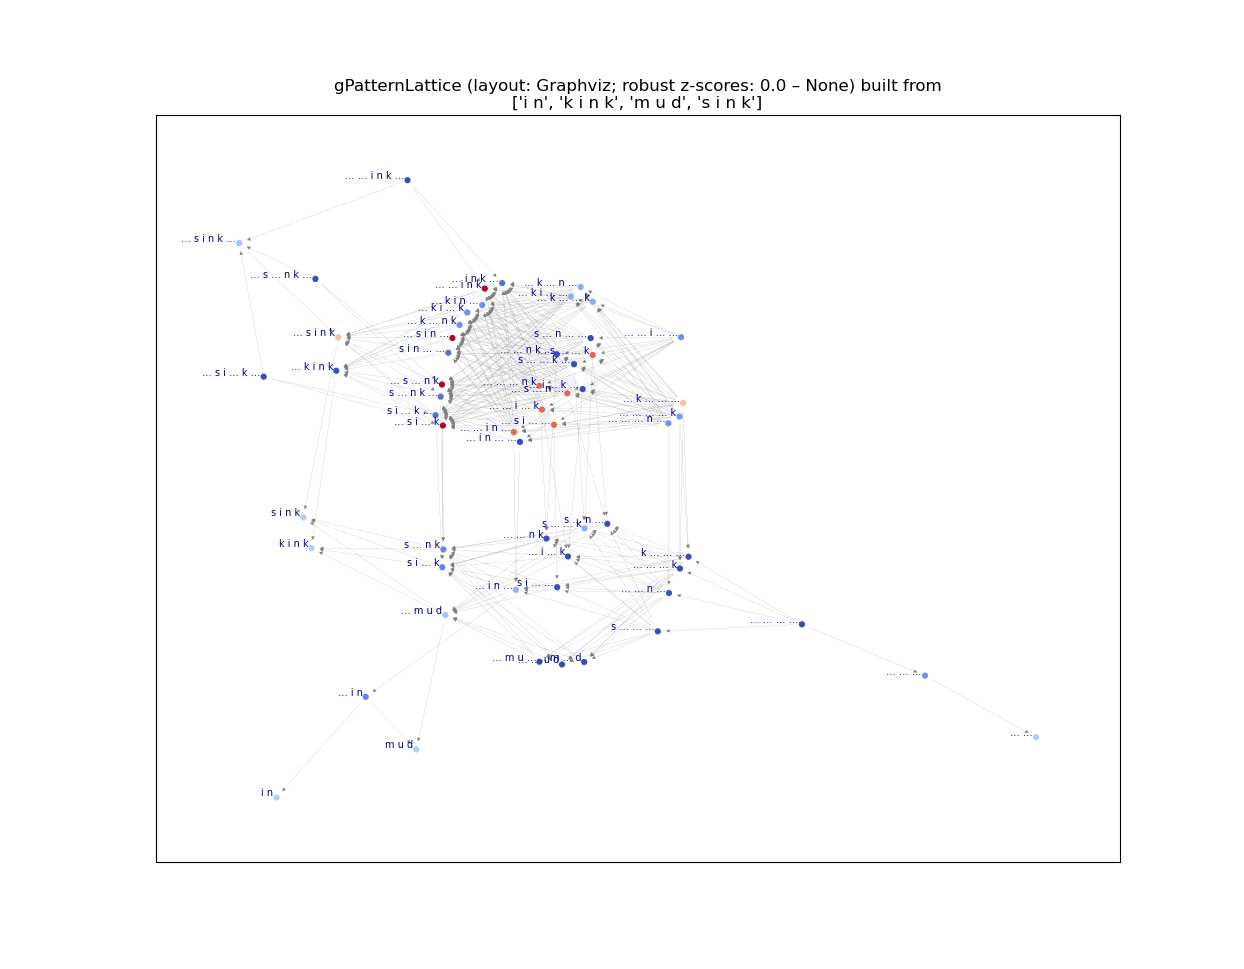 gPatternLattice (layout: Graphviz; robust z-scores: 0.0 – None) built from
['i n', 'k i n k', 'm u d', 's i n k']
... ... i n k ...
... s i n k ...
... s ... n k ...
... i n k ...
... ... i n k
... k ... n ...
... k i ... ...
... k ... ... k
... k i n ...
... k i ... k
... k ... n k
... s i n k
... s i n ...
s ... n ...
... ... i ... ...
s i n ... ...
... ... n k ...
s ... ... k
s ... ... k ...
... k i n k
... s i ... k ...
... s ... n k
... ... ... n k
... s ... n ...
s ... n k ...
... k ... ... ...
... ... i ... k
s i ... k ...
... ... ... ... k
... s i ... k
... s i ... ...
... ... ... n ...
... ... i n ...
... i n ... ...
s i n k
s ... n ...
s ... ... k
... ... n k
k i n k
s ... n k
... i ... k
k ... ... ...
s i ... k
... ... ... k
... i n ...
s i ... ...
... ... n ...
... m u d
... ... ... ...
s ... ... ...
... m u ...
... ... ...
... i n
... ...
m u d
i n